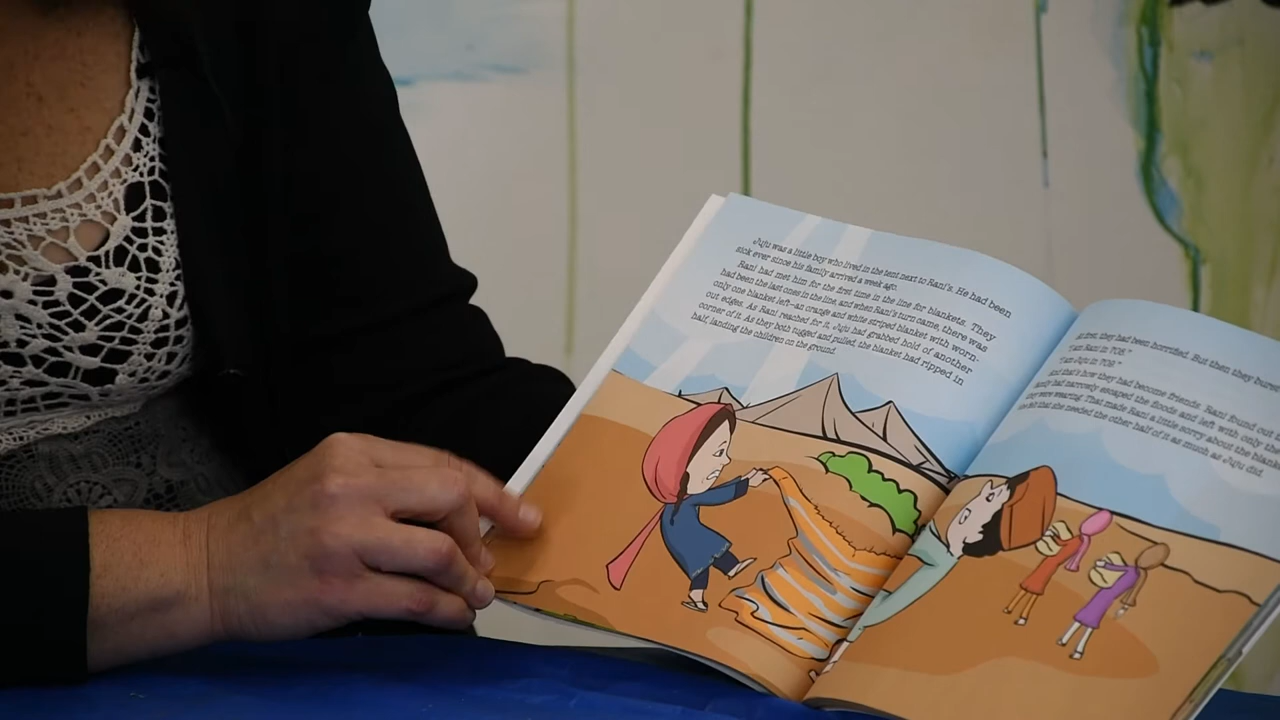 Juju was a little boy who lived in the tent next to Rani's. He had been
sick ever since his family arrived a week ago.
Rani had met him for the first time in the line for blankets. They
had been the last ones in the line, and when Rani's turn came, there was
only one blanket left—an orange and white striped blanket with worn-
out edges. As Rani reached for it, Juju had grabbed hold of another
corner of it. As they both tugged and pulled, the blanket had ripped in
half, landing the children on the ground.
At first, they had been horrified. But then they
"I am Rani in
"I am Juju in
And that's how they had become friends. Rani found out
family had narrowly escaped the floods and left with only the
they were wearing. That made Rani a little sorry about the
felt that she needed the other half of it as much as Juju did.